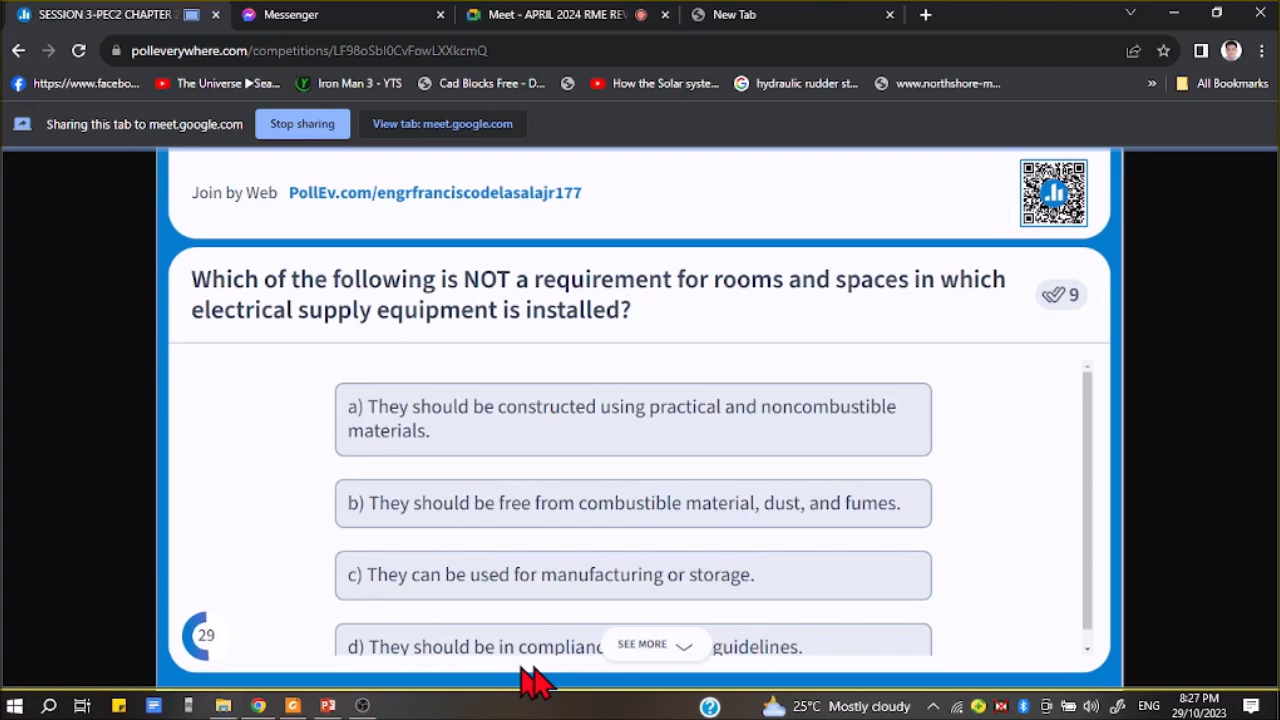 SESSION 3-PEC2 CHAPTER 2
Messenger
Meet - APRIL 2024 RME REV
New Tab
polleverywhere.com/competitions/LF98oSbI0CvFowLXXkcmQ
https://www.facebo...
The Universe ▶Sea...
Iron Man 3 - YTS
Cad Blocks Free - D...
How the Solar syste...
hydraulic rudder st...
www.northshore-m...
»
All Bookmarks
Sharing this tab to meet.google.com
Stop sharing
View tab: meet.google.com
Join by Web PollEv.com/engrfranciscodelasalajr177
Which of the following is NOT a requirement for rooms and spaces in which
electrical supply equipment is installed?
9
a) They should be constructed using practical and noncombustible
materials.
b) They should be free from combustible material, dust, and fumes.
c) They can be used for manufacturing or storage.
29
d) They should be in complianc
SEE MORE
guidelines.
25°C Mostly cloudy
ENG
8:27 PM
29/10/2023